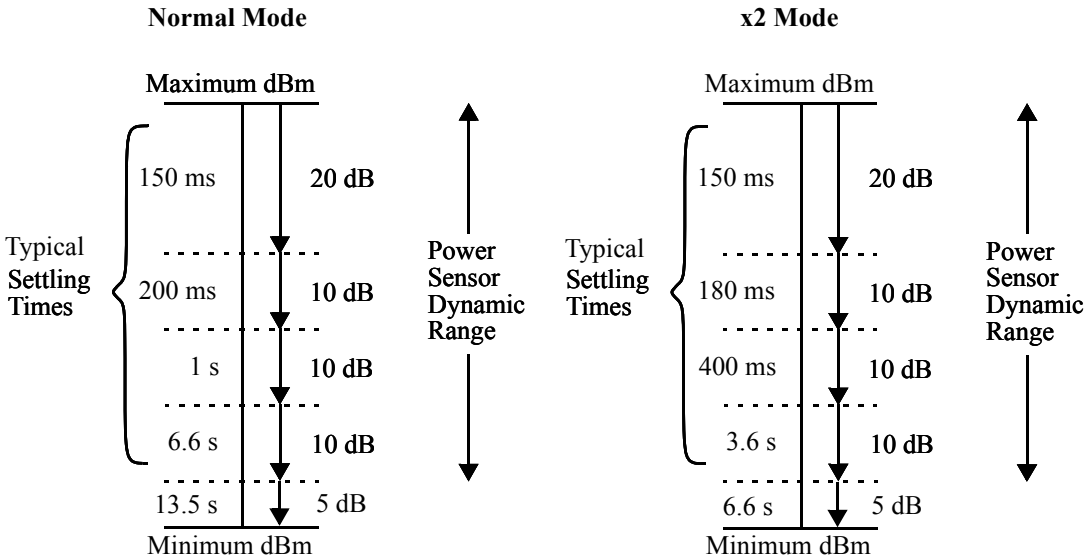 Normal Mode
Maximum dBm
150 ms
20 dB
Typical
Settling
Times
200 ms
10 dB
1 s
10 dB
6.6 s
10 dB
13.5 s
5 dB
Minimum dBm
Power
Sensor
Dynamic
Range
x2 Mode
Maximum dBm
150 ms
20 dB
Typical
Settling
Times
180 ms
10 dB
400 ms
10 dB
3.6 s
10 dB
6.6 s
5 dB
Minimum dBm
Power
Sensor
Dynamic
Range